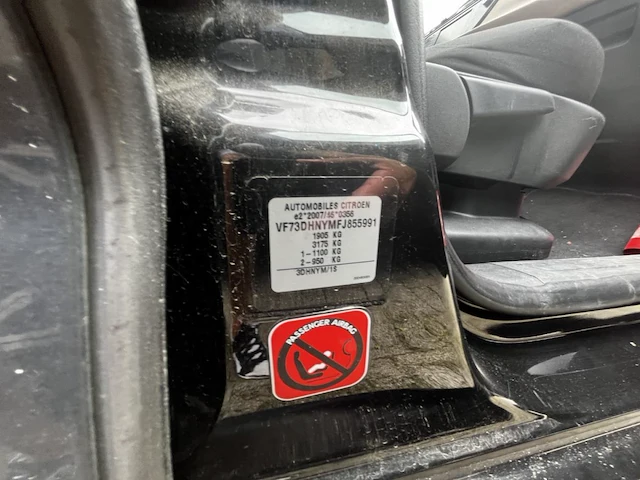 AUTOMOBILES CITROEN
e2*2007/46*0356
VF73DHNYMFJ855991
1905 KG
3175 KG
1-1100 KG
2-950 KG
3DHNYM/15
PASSENGER AIRBAG